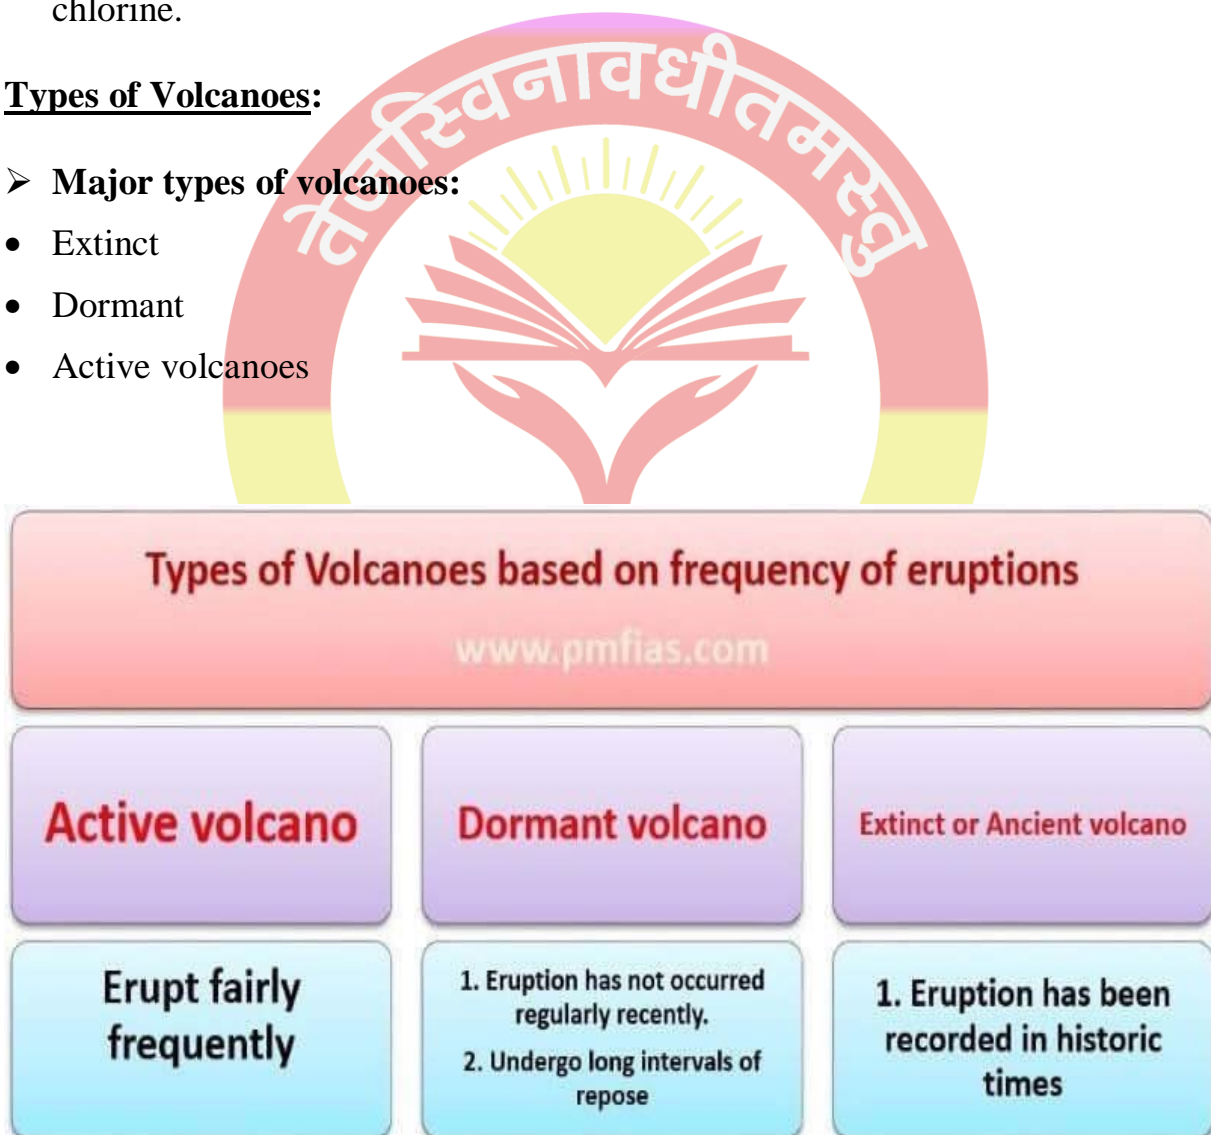 chlorine.
तेजस्विनावधीतमस्तु
Types of Volcanoes:
➢ Major types of volcanoes:
• Extinct
• Dormant
• Active volcanoes
Types of Volcanoes based on frequency of eruptions
www.pmfias.com
Active volcano
Dormant volcano
Extinct or Ancient volcano
Erupt fairly
frequently
1. Eruption has not occurred
regularly recently.
2. Undergo long intervals of
repose
1. Eruption has been
recorded in historic
times